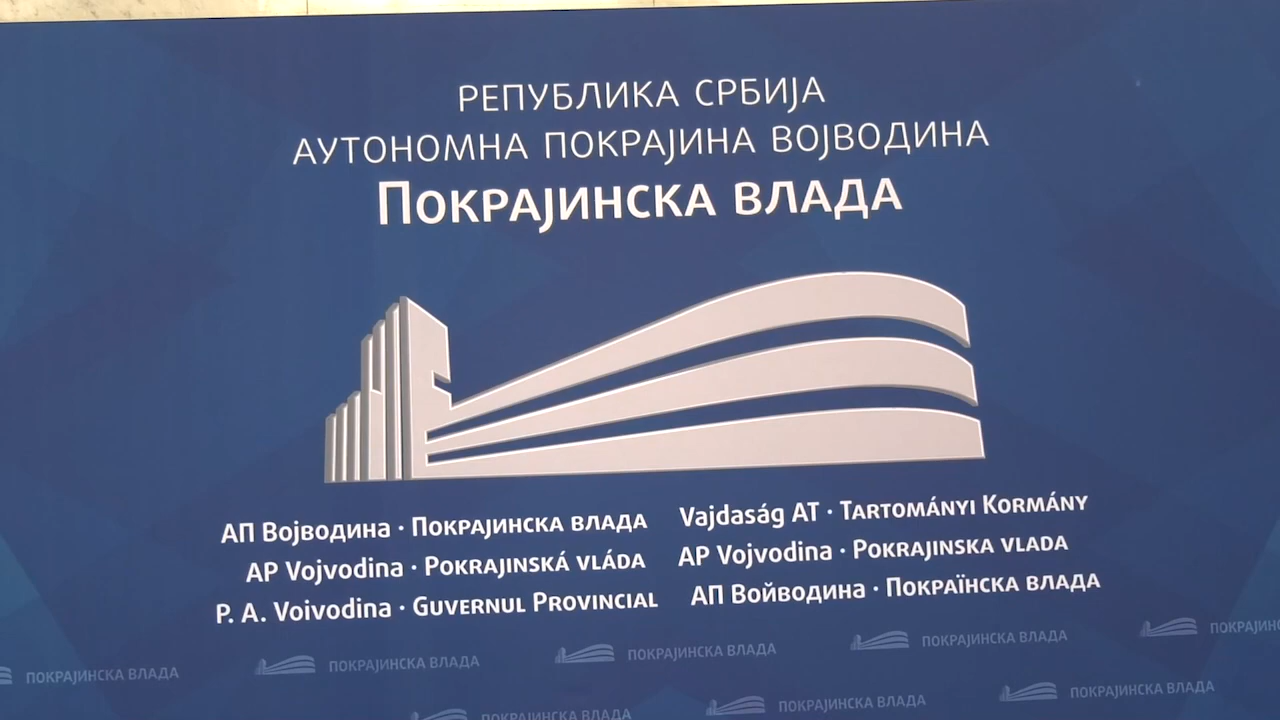 РЕПУБЛИКА СРБИЈА
АУТОНОМНА ПОКРАЈИНА ВОЈВОДИНА
ПОКРАЈИНСКА ВЛАДА
АП Војводина · ПОКРАЈИНСКА ВЛАДА
Vajdaság AT · TARTOMÁNYI KORMÁNY
AP Vojvodina · POKRAJINSKÁ VLÁDA
AP Vojvodina · POKRAJINSKA VLADA
P. A. Voivodina · GUVERNUL PROVINCIAL
АП Войводина · ПОКРАЇНСКА ВЛАДА
ПОКРАЈИНСКА ВЛАДА
ПОКРАЈИНСКА ВЛАДА
ПОКРАЈИНСКА ВЛАДА
ПОКРАЈИНСКА ВЛАДА
ПОКРАЈИНСКА ВЛАДА
ПОКРАЈИНСКА ВЛАДА
ПОКРАЈИНСКА ВЛАДА